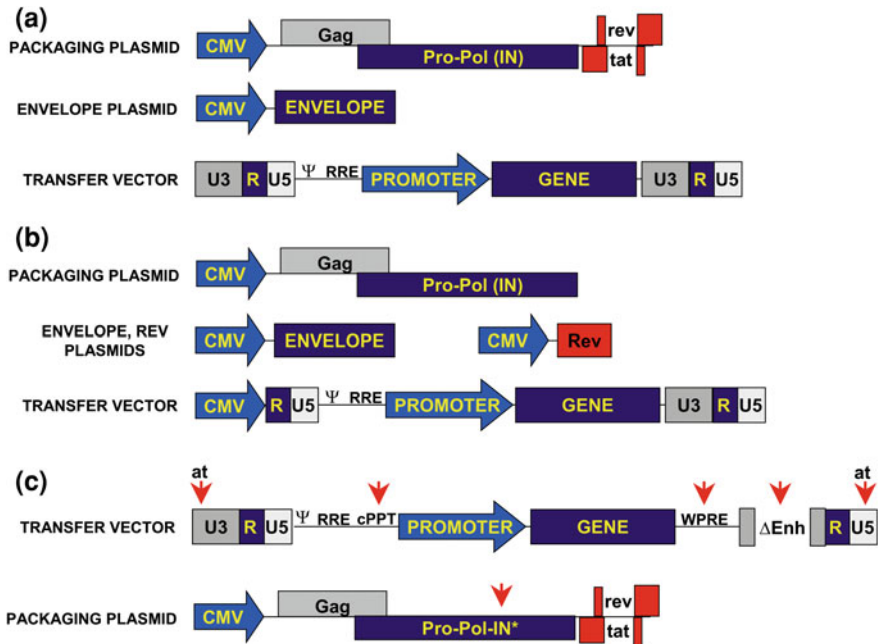 (a)
PACKAGING PLASMID CMV Gag Pro-Pol (IN) rev tat
ENVELOPE PLASMID CMV ENVELOPE
TRANSFER VECTOR U3 R U5 Ψ RRE PROMOTER GENE U3 R U5
(b)
PACKAGING PLASMID CMV Gag Pro-Pol (IN)
ENVELOPE, REV
PLASMIDS
CMV ENVELOPE CMV Rev
TRANSFER VECTOR CMV R U5 Ψ RRE PROMOTER GENE U3 R U5
(c)
at at
TRANSFER VECTOR U3 R U5 Ψ RRE cPPT PROMOTER GENE WPRE ΔEnh R U5
PACKAGING PLASMID CMV Gag Pro-Pol-IN* rev tat